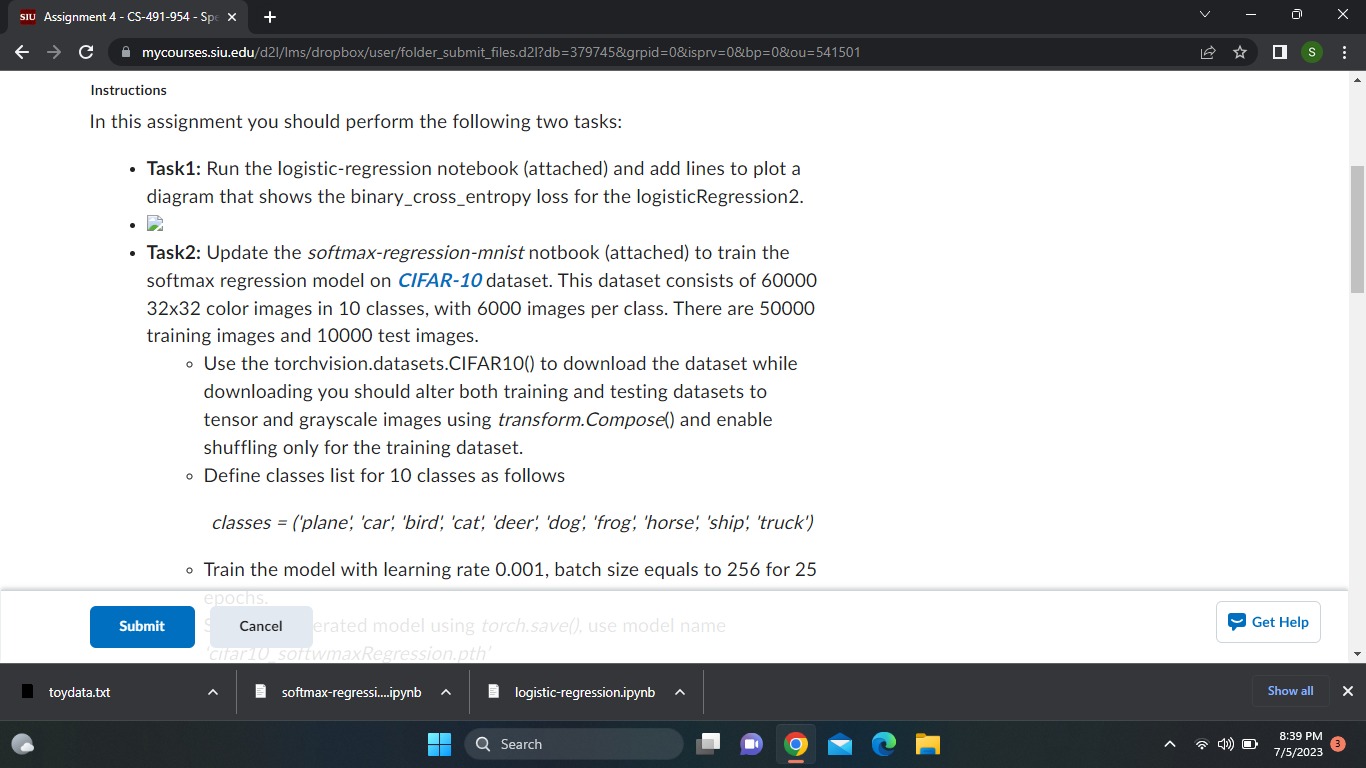 SIU Assignment 4 - CS-491-954 - Spe
mycourses.siu.edu/d2l/lms/dropbox/user/folder_submit_files.d2l?db=379745&grpid=0&isprv=0&bp=0&ou=541501
S
Instructions
In this assignment you should perform the following two tasks:
• Task1: Run the logistic-regression notebook (attached) and add lines to plot a
diagram that shows the binary_cross_entropy loss for the logisticRegression2.
•
• Task2: Update the softmax-regression-mnist notbook (attached) to train the
softmax regression model on CIFAR-10 dataset. This dataset consists of 60000
32x32 color images in 10 classes, with 6000 images per class. There are 50000
training images and 10000 test images.
◦ Use the torchvision.datasets.CIFAR10() to download the dataset while
downloading you should alter both training and testing datasets to
tensor and grayscale images using transform.Compose() and enable
shuffling only for the training dataset.
◦ Define classes list for 10 classes as follows
classes = ('plane', 'car', 'bird', 'cat', 'deer', 'dog', 'frog', 'horse', 'ship', 'truck')
◦ Train the model with learning rate 0.001, batch size equals to 256 for 25
epochs.
S erated model using torch.save(), use model name
'cifar10_softwmaxRegression.pth'
Submit
Cancel
Get Help
toydata.txt
softmax-regressi....ipynb
logistic-regression.ipynb
Show all
Search
8:39 PM
7/5/2023
3